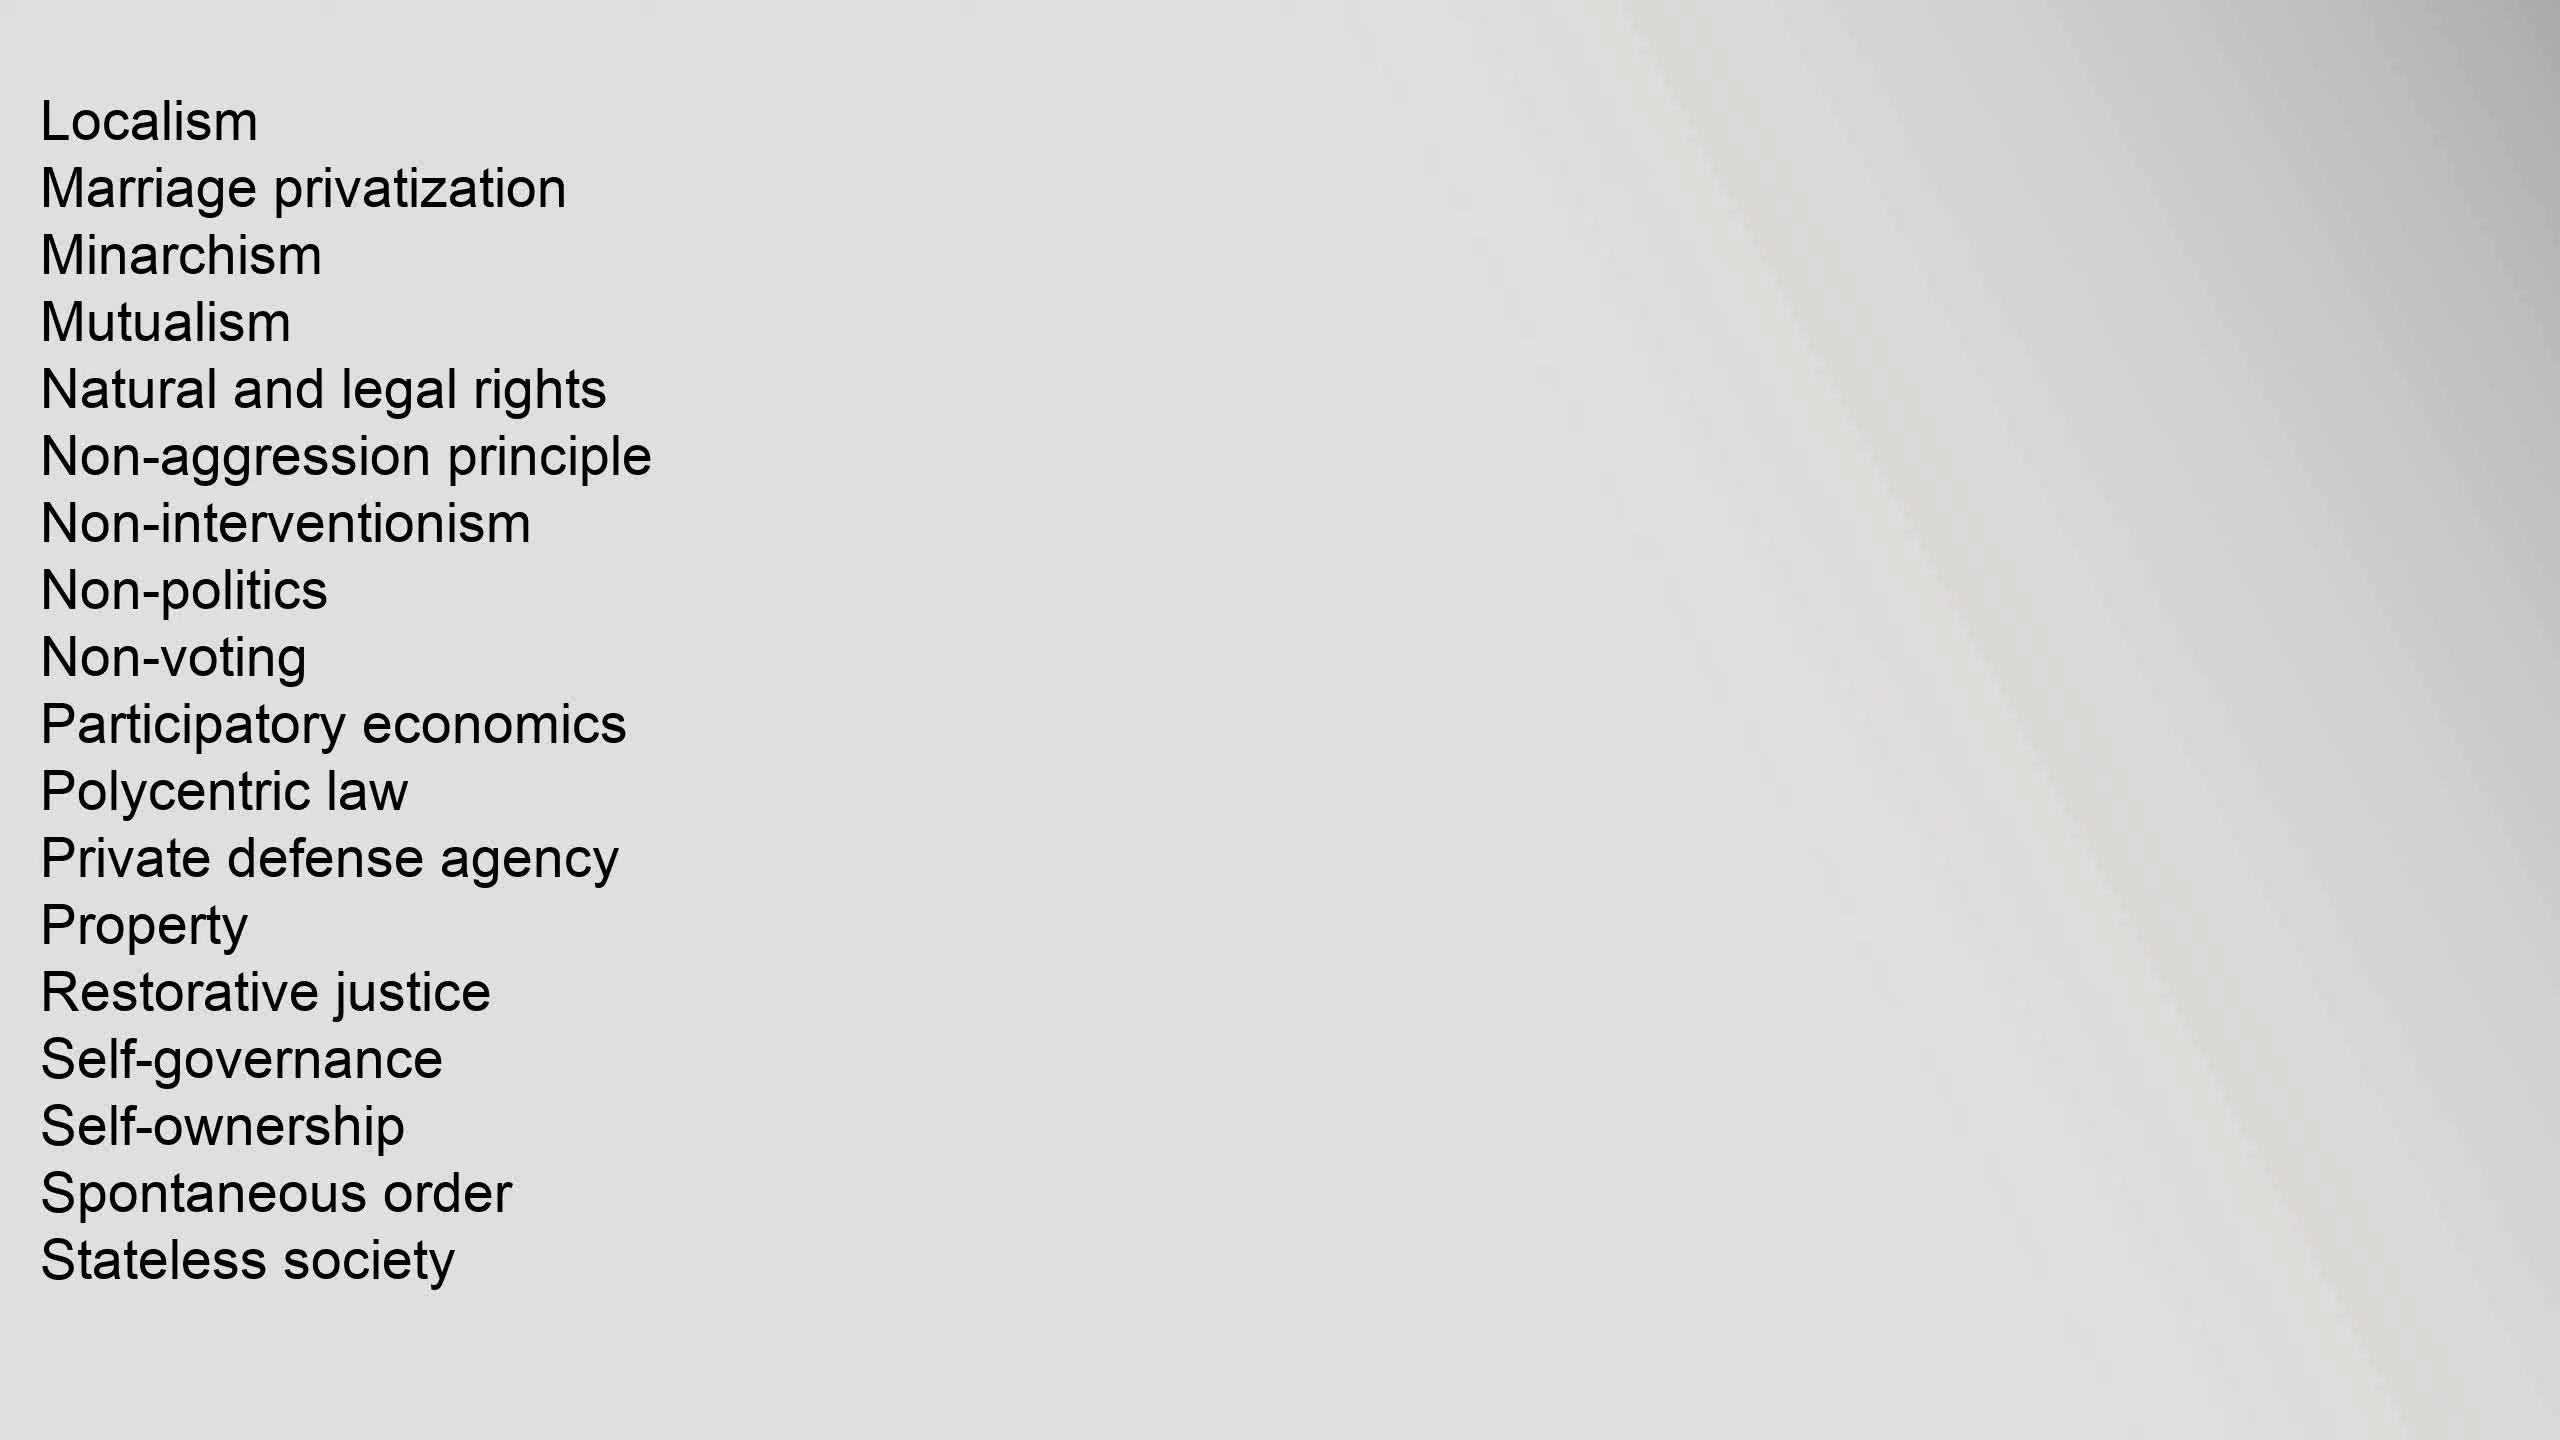 Localism
Marriage privatization
Minarchism
Mutualism
Natural and legal rights
Non-aggression principle
Non-interventionism
Non-politics
Non-voting
Participatory economics
Polycentric law
Private defense agency
Property
Restorative justice
Self-governance
Self-ownership
Spontaneous order
Stateless society